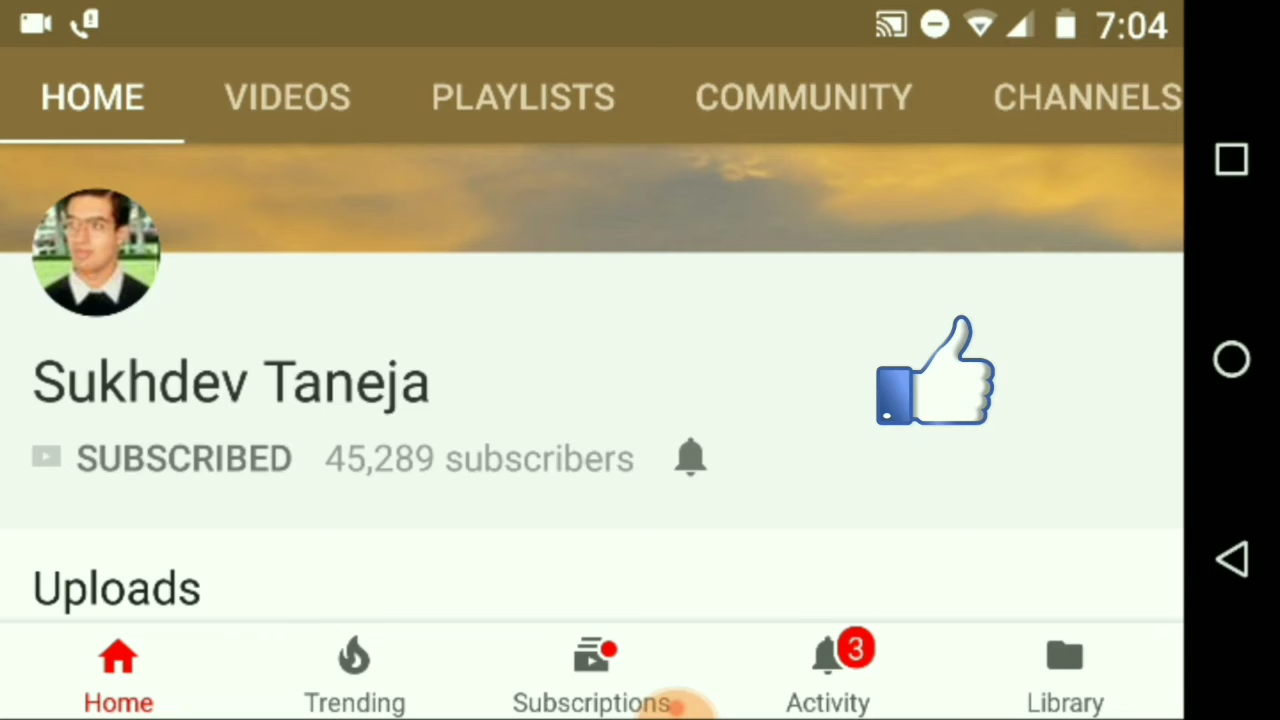 7:04
HOME VIDEOS PLAYLISTS COMMUNITY CHANNELS
Sukhdev Taneja
SUBSCRIBED 45,289 subscribers
Uploads
3
Home Trending Subscriptions Activity Library